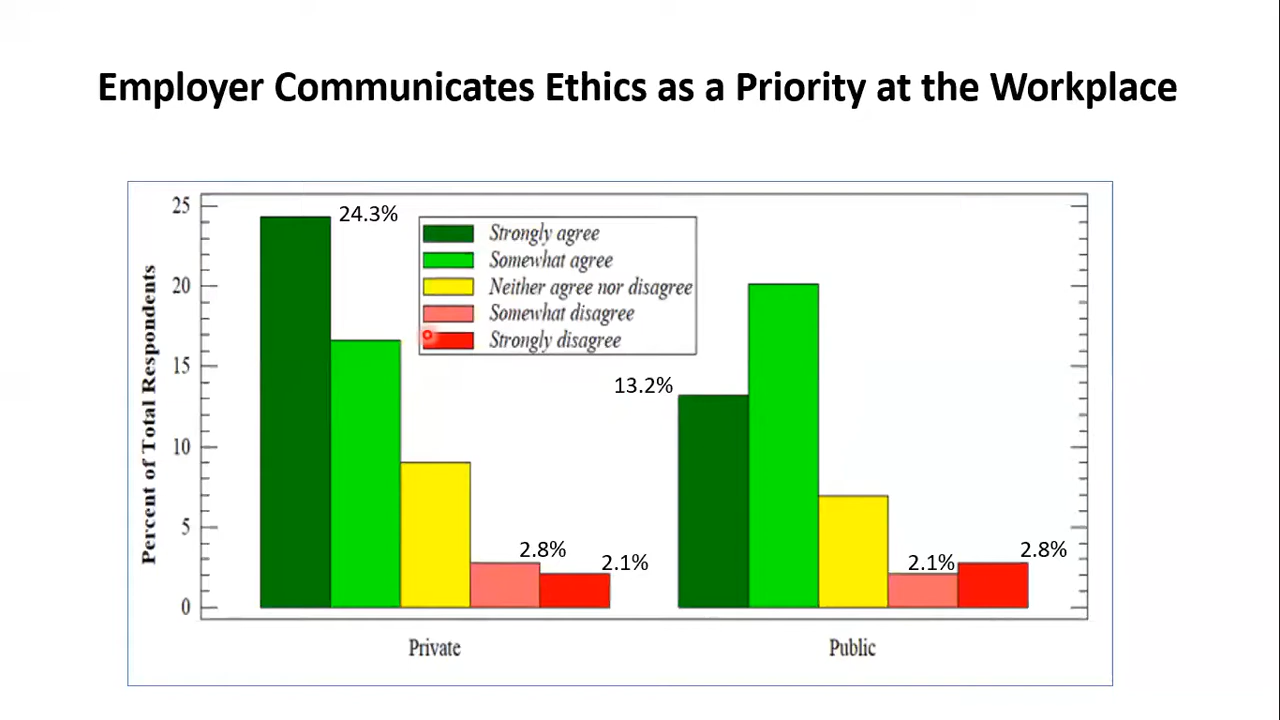 Employer Communicates Ethics as a Priority at the Workplace
25
20
15
10
5
0
Percent of Total Respondents
24.3%
Strongly agree
Somewhat agree
Neither agree nor disagree
Somewhat disagree
Strongly disagree
2.8%
2.1%
13.2%
2.1%
2.8%
Private
Public